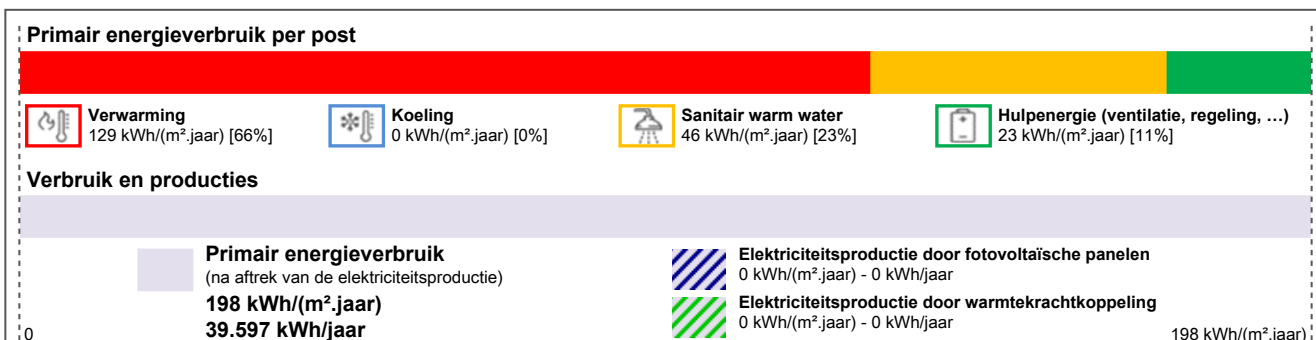 Primair energieverbruik per post
Verwarming
129 kWh/(m².jaar) [66%]
Koeling
0 kWh/(m².jaar) [0%]
Sanitair warm water
46 kWh/(m².jaar) [23%]
Hulpenergie (ventilatie, regeling, …)
23 kWh/(m².jaar) [11%]
Verbruik en producties
Primair energieverbruik
(na aftrek van de elektriciteitsproductie)
198 kWh/(m².jaar)
39.597 kWh/jaar
Elektriciteitsproductie door fotovoltaïsche panelen
0 kWh/(m².jaar) - 0 kWh/jaar
Elektriciteitsproductie door warmtekrachtkoppeling
0 kWh/(m².jaar) - 0 kWh/jaar
0
198 kWh/(m².jaar)